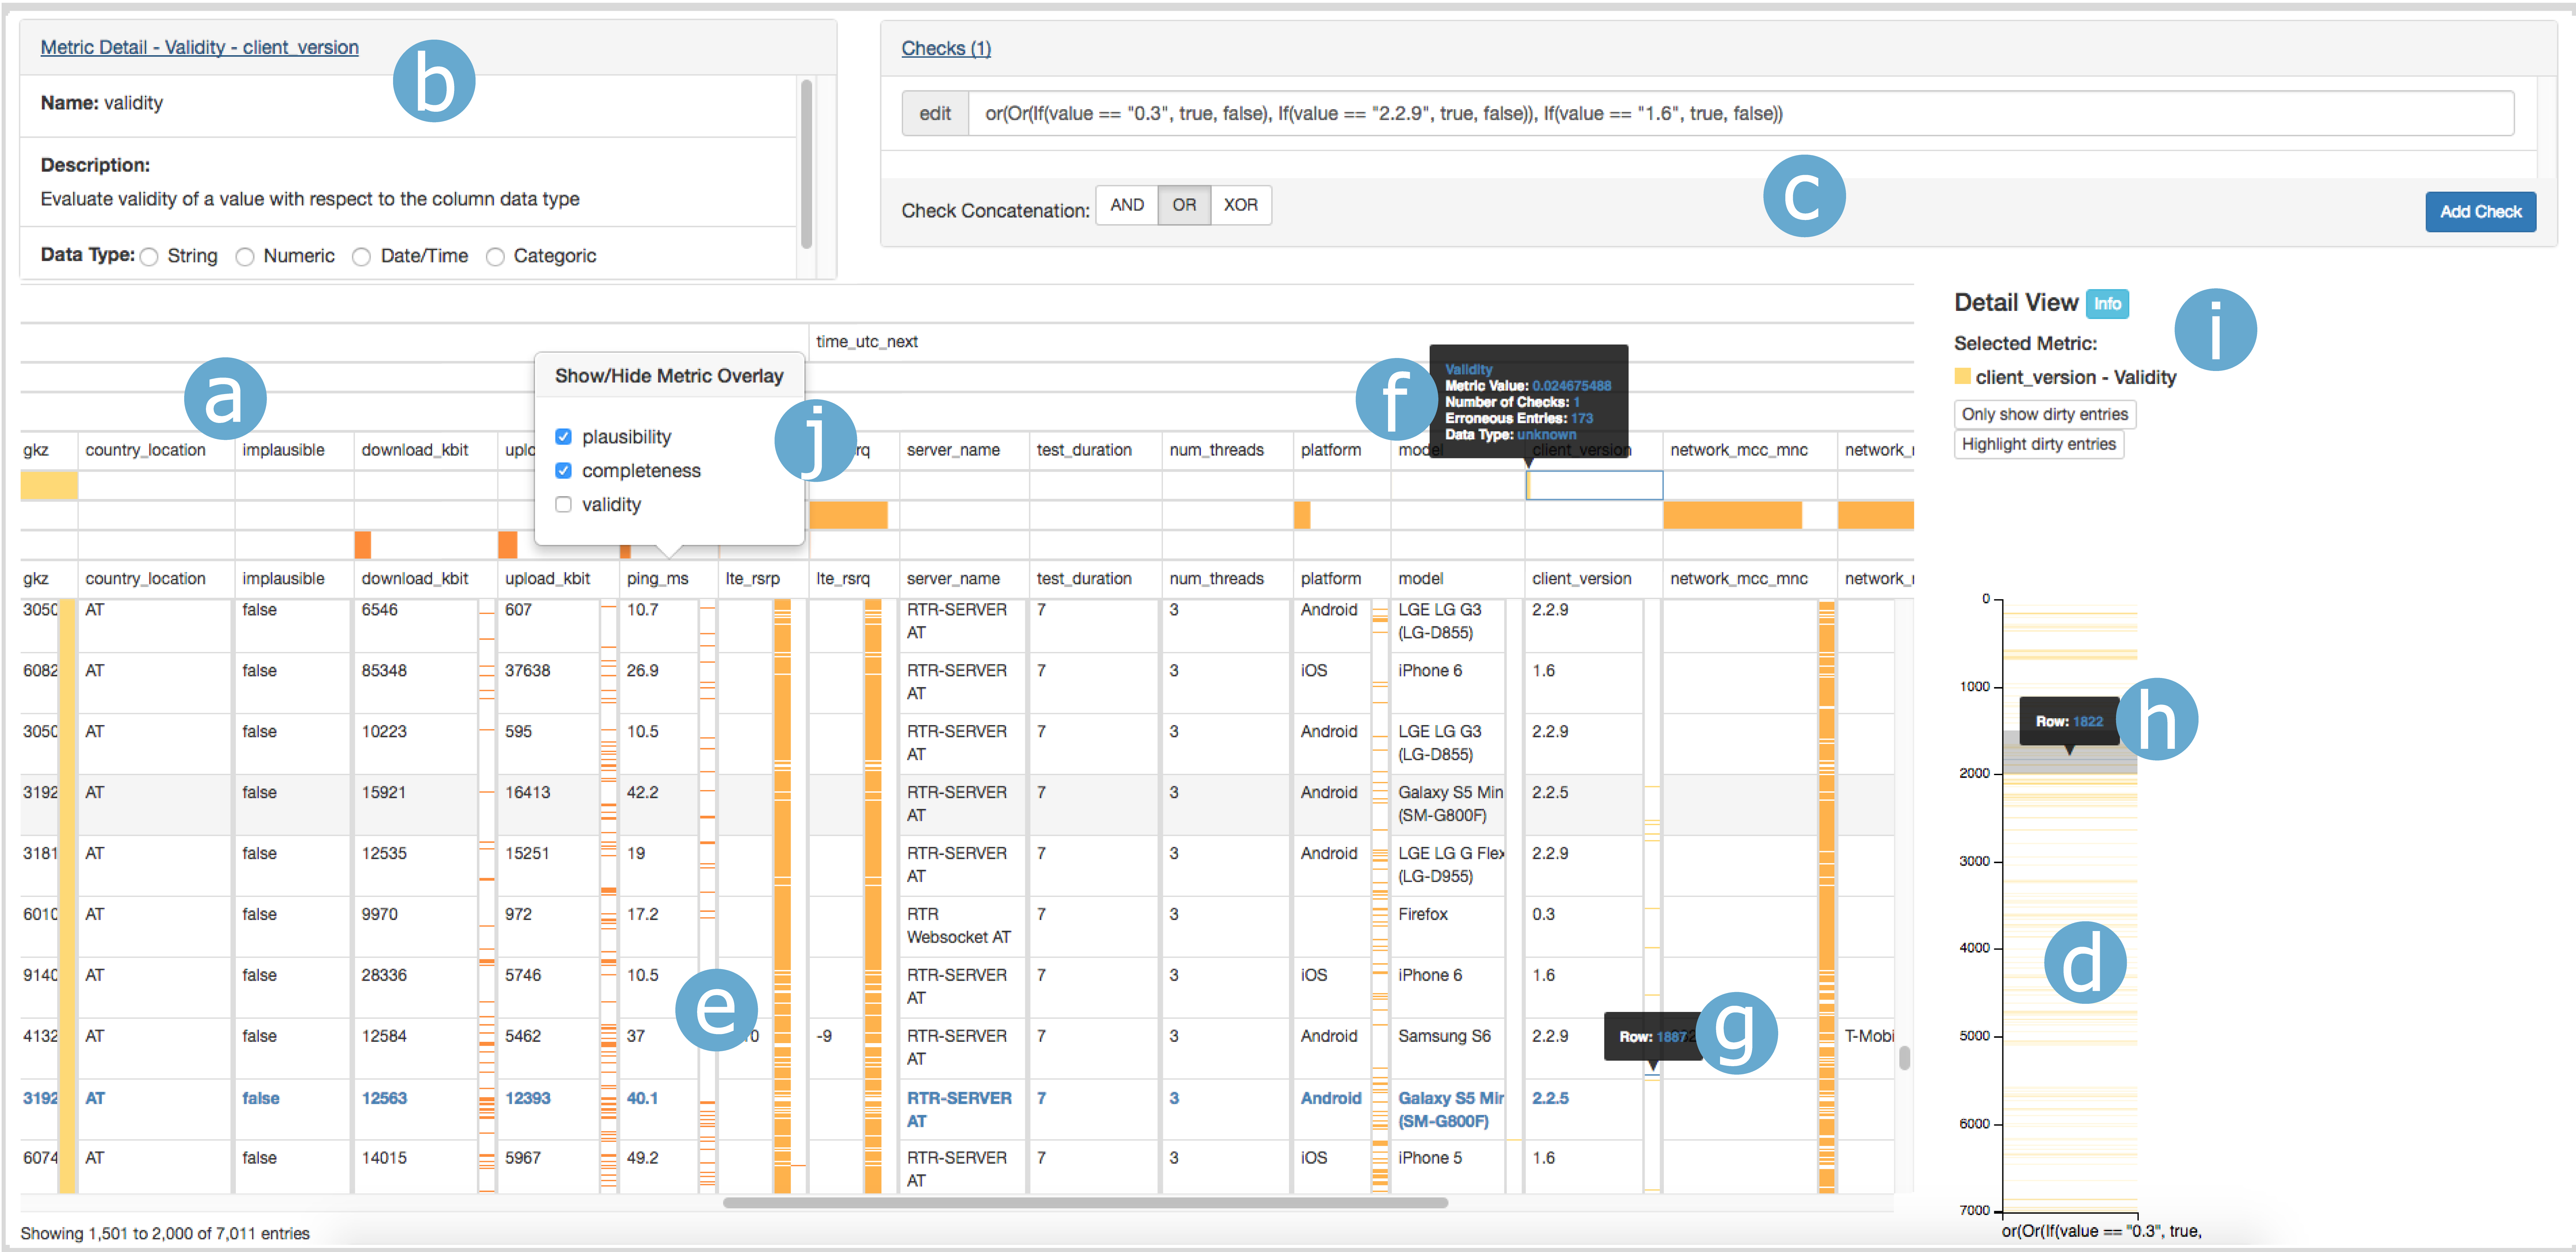 Metric Detail - Validity - client_version
b
Name: validity
Description:
Evaluate validity of a value with respect to the column data type
Data Type: String Numeric Date/Time Categoric
Checks (1)
edit or(Or(If(value == "0.3", true, false), If(value == "2.2.9", true, false)), If(value == "1.6", true, false))
c
Check Concatenation: AND OR XOR
Add Check
Detail View Info
i
Selected Metric:
client_version - Validity
Only show dirty entries
Highlight dirty entries
time_utc_next
a
Show/Hide Metric Overlay
plausibility
completeness
validity
j
f
Validity
Metric Value: 0.024675488
Number of Checks: 1
Erroneous Entries: 173
Data Type: unknown
gkz country_location implausible download_kbit uplo rq server_name test_duration num_threads platform model client_version network_mcc_mnc network_
gkz country_location implausible download_kbit upload_kbit ping_ms lte_rsrp lte_rsrq server_name test_duration num_threads platform model client_version network_mcc_mnc network_
3050 AT false 6546 607 10.7 RTR-SERVER AT 7 3 Android LGE LG G3 (LG-D855) 2.2.9
6082 AT false 85348 37638 26.9 RTR-SERVER AT 7 3 iOS iPhone 6 1.6
3050 AT false 10223 595 10.5 RTR-SERVER AT 7 3 Android LGE LG G3 (LG-D855) 2.2.9
3192 AT false 15921 16413 42.2 RTR-SERVER AT 7 3 Android Galaxy S5 Min (SM-G800F) 2.2.5
3181 AT false 12535 15251 19 RTR-SERVER AT 7 3 Android LGE LG G Flex (LG-D955) 2.2.9
6010 AT false 9970 972 17.2 RTR Websocket AT 7 3 Firefox 0.3
9140 AT false 28336 5746 10.5 RTR-SERVER AT 7 3 iOS iPhone 6 1.6
4132 AT false 12584 5462 37 0 -9 RTR-SERVER AT 7 3 Android Samsung S6 2.2.9 T-Mobi
3192 AT false 12563 12393 40.1 RTR-SERVER AT 7 3 Android Galaxy S5 Mir (SM-G800F) 2.2.5
6074 AT false 14015 5967 49.2 RTR-SERVER AT 7 3 iOS iPhone 5 1.6
e
Row: 1887
g
Showing 1,501 to 2,000 of 7,011 entries
0
1000
Row: 1822
h
2000
3000
4000
d
5000
6000
7000
or(Or(If(value == "0.3", true,